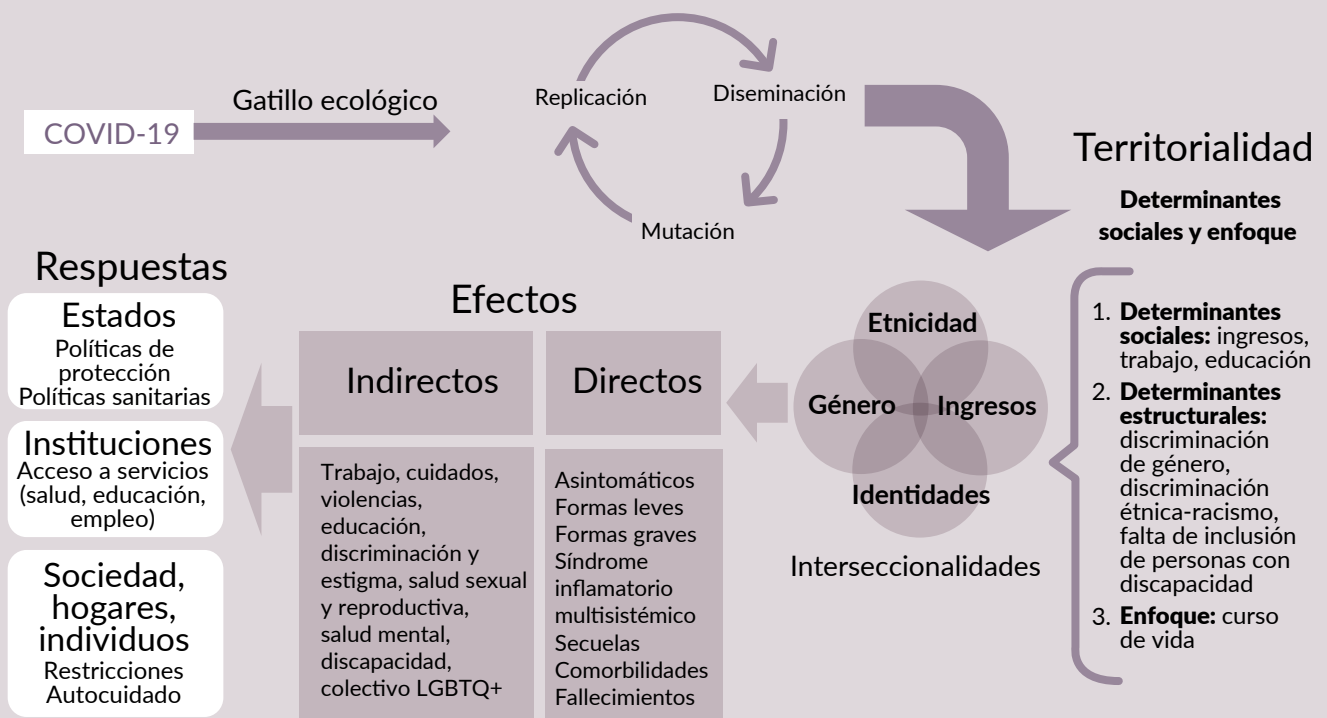 COVID-19
Gatillo ecológico
Replicación
Diseminación
Mutación
Territorialidad
Determinantes
sociales y enfoque
1. Determinantes
sociales: ingresos,
trabajo, educación
2. Determinantes
estructurales:
discriminación
de género,
discriminación
étnica-racismo,
falta de inclusión
de personas con
discapacidad
3. Enfoque: curso
de vida
Etnicidad
Género
Ingresos
Identidades
Interseccionalidades
Efectos
Directos
Asintomáticos
Formas leves
Formas graves
Síndrome
inflamatorio
multisistémico
Secuelas
Comorbilidades
Fallecimientos
Indirectos
Trabajo, cuidados,
violencias,
educación,
discriminación y
estigma, salud sexual
y reproductiva,
salud mental,
discapacidad,
colectivo LGBTQ+
Respuestas
Estados
Políticas de
protección
Políticas sanitarias
Instituciones
Acceso a servicios
(salud, educación,
empleo)
Sociedad,
hogares,
individuos
Restricciones
Autocuidado